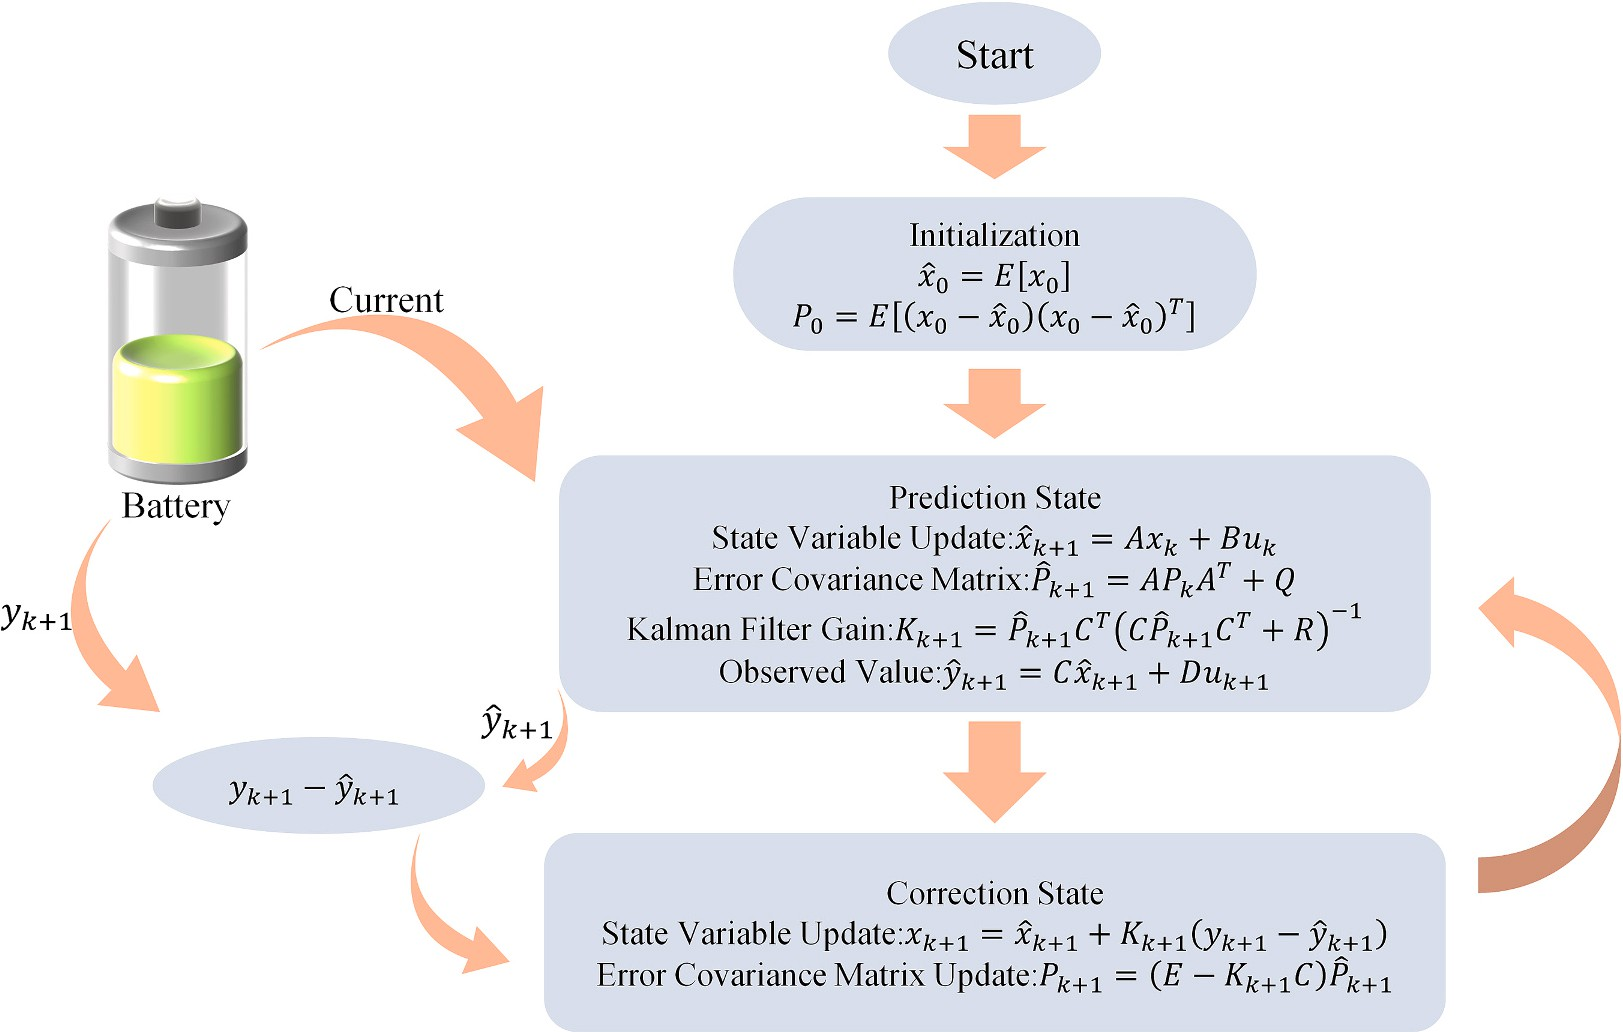 Start
Initialization
x̂₀ = E[x₀]
P₀ = E[(x₀ − x̂₀)(x₀ − x̂₀)ᵀ]
Current
Battery
Prediction State
State Variable Update:x̂ₖ₊₁ = Axₖ + Buₖ
Error Covariance Matrix:P̂ₖ₊₁ = APₖAᵀ + Q
Kalman Filter Gain:Kₖ₊₁ = P̂ₖ₊₁Cᵀ(CP̂ₖ₊₁Cᵀ + R)⁻¹
Observed Value:ŷₖ₊₁ = Cx̂ₖ₊₁ + Duₖ₊₁
yₖ₊₁
ŷₖ₊₁
yₖ₊₁ − ŷₖ₊₁
Correction State
State Variable Update:xₖ₊₁ = x̂ₖ₊₁ + Kₖ₊₁(yₖ₊₁ − ŷₖ₊₁)
Error Covariance Matrix Update:Pₖ₊₁ = (E − Kₖ₊₁C)P̂ₖ₊₁